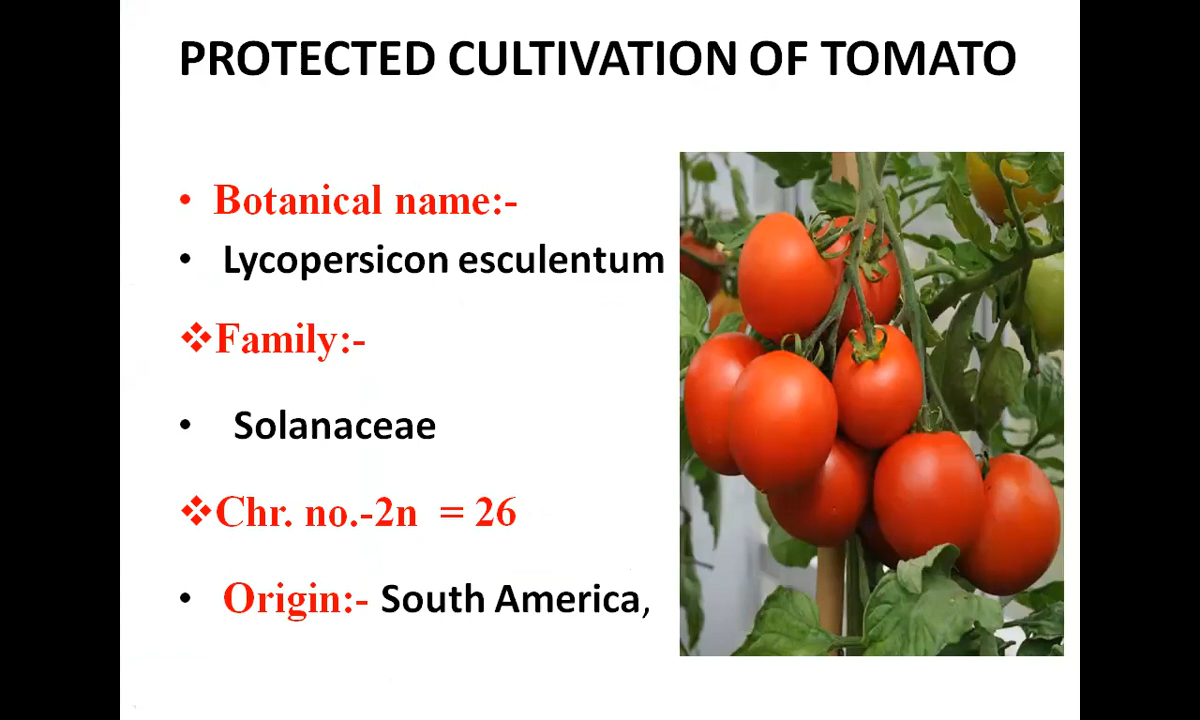 PROTECTED CULTIVATION OF TOMATO
• Botanical name:-
• Lycopersicon esculentum
❖Family:-
• Solanaceae
❖Chr. no.-2n = 26
• Origin:- South America,